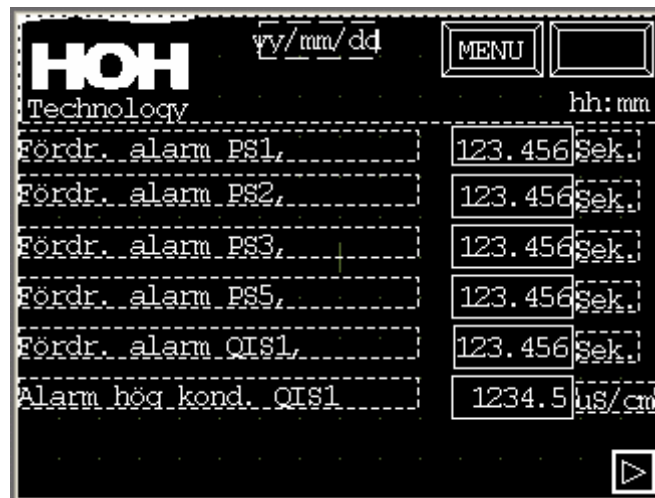 HOH
yy/mm/dd
MENU
Technology
hh:mm
Fördr. alarm PS1, 123.456 Sek.
Fördr. alarm PS2, 123.456 Sek.
Fördr. alarm PS3, 123.456 Sek.
Fördr. alarm PS5, 123.456 Sek.
Fördr. alarm QIS1, 123.456 Sek.
Alarm hög kond. QIS1 1234.5 uS/cm